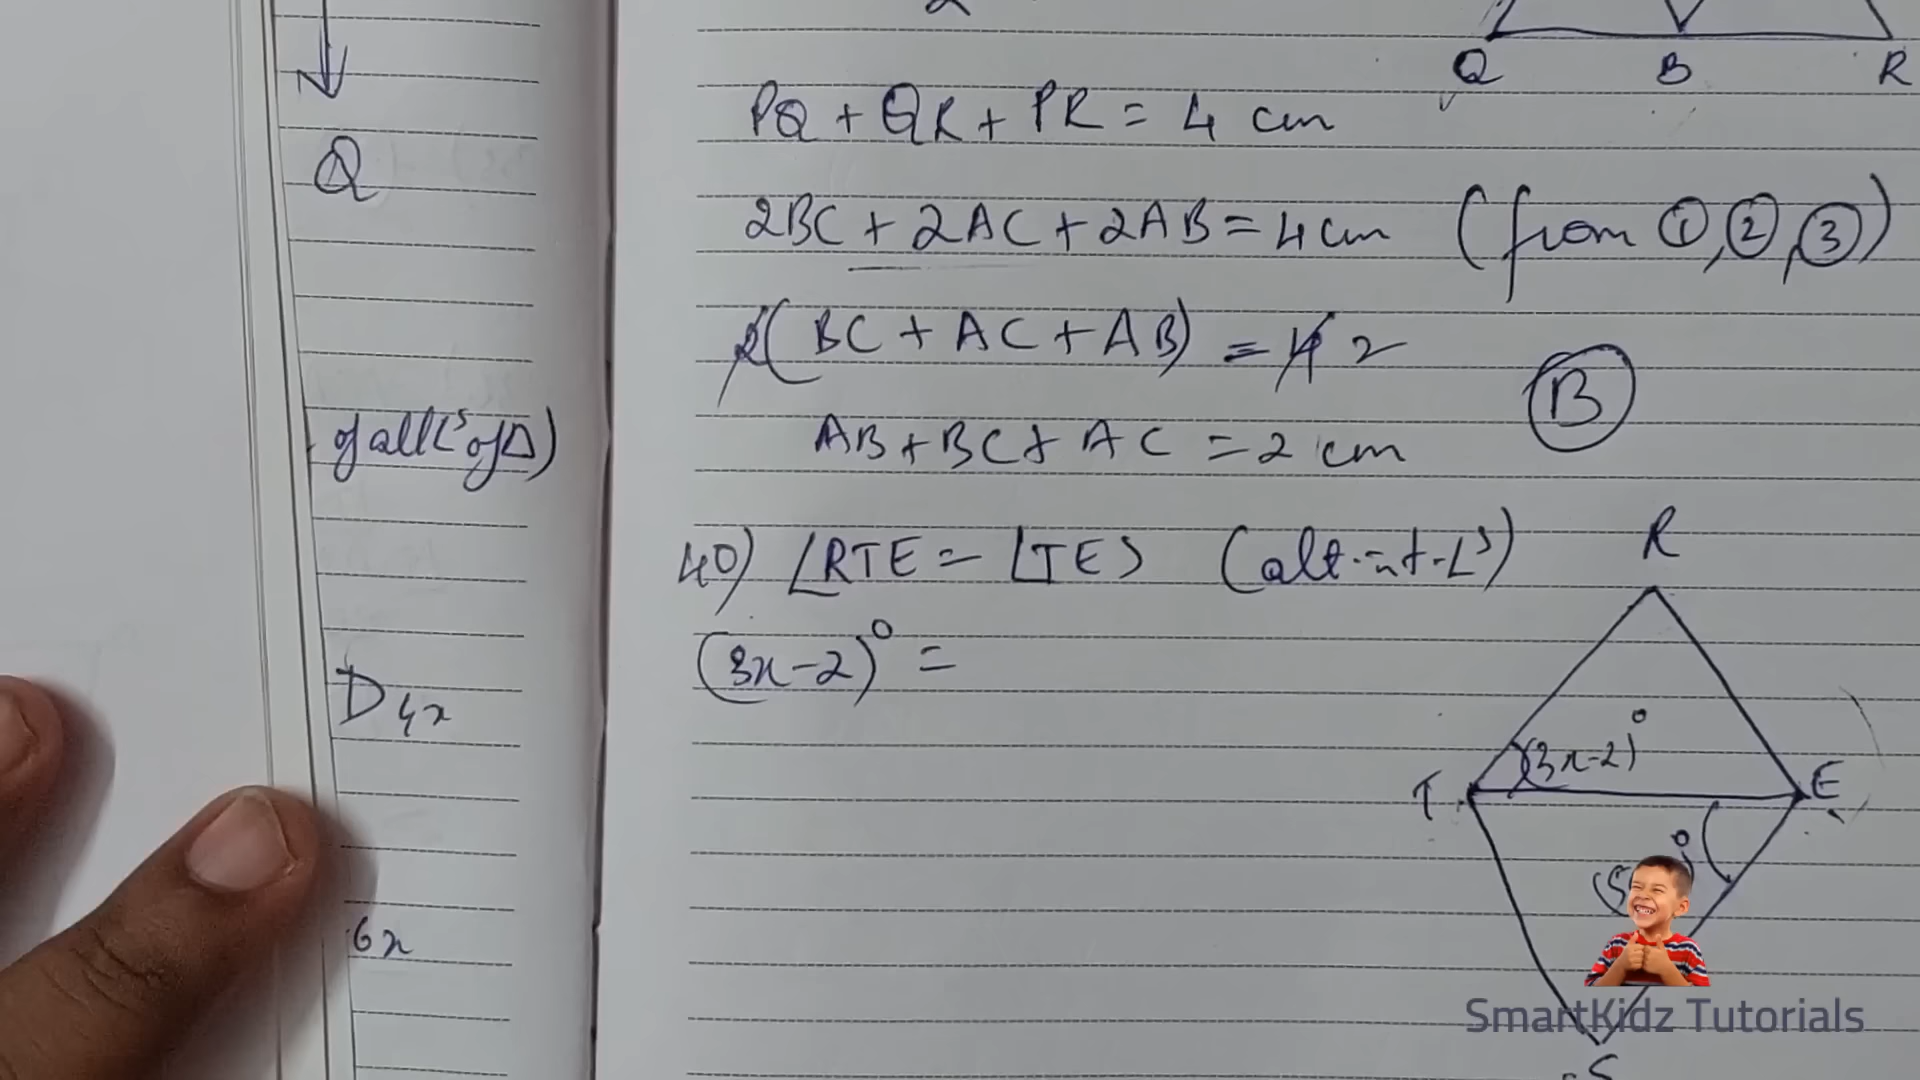 Q
of all ∠s of Δ)
D 4x
6x
Q B R
PQ + QR + PR = 4 cm
2BC + 2AC + 2AB = 4 cm (from ①, ②, ③)
2(BC + AC + AB) = 4 2
B
AB + BC + AC = 2 cm
40) ∠RTE = ∠TES (alt. int. ∠s)
(3x-2)° =
R
(3x-2)°
T E
(5 )°
S
SmartKidz Tutorials